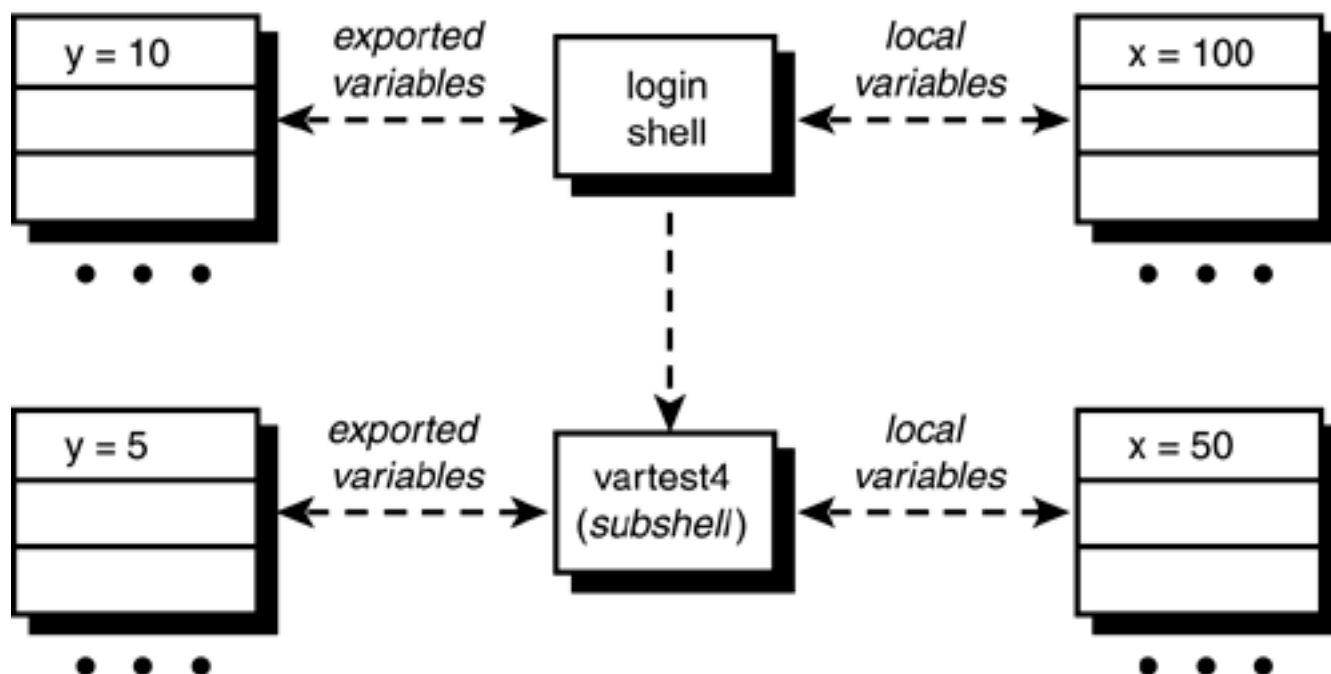 y = 10
exported
variables
login
shell
local
variables
x = 100
y = 5
exported
variables
vartest4
(subshell)
local
variables
x = 50